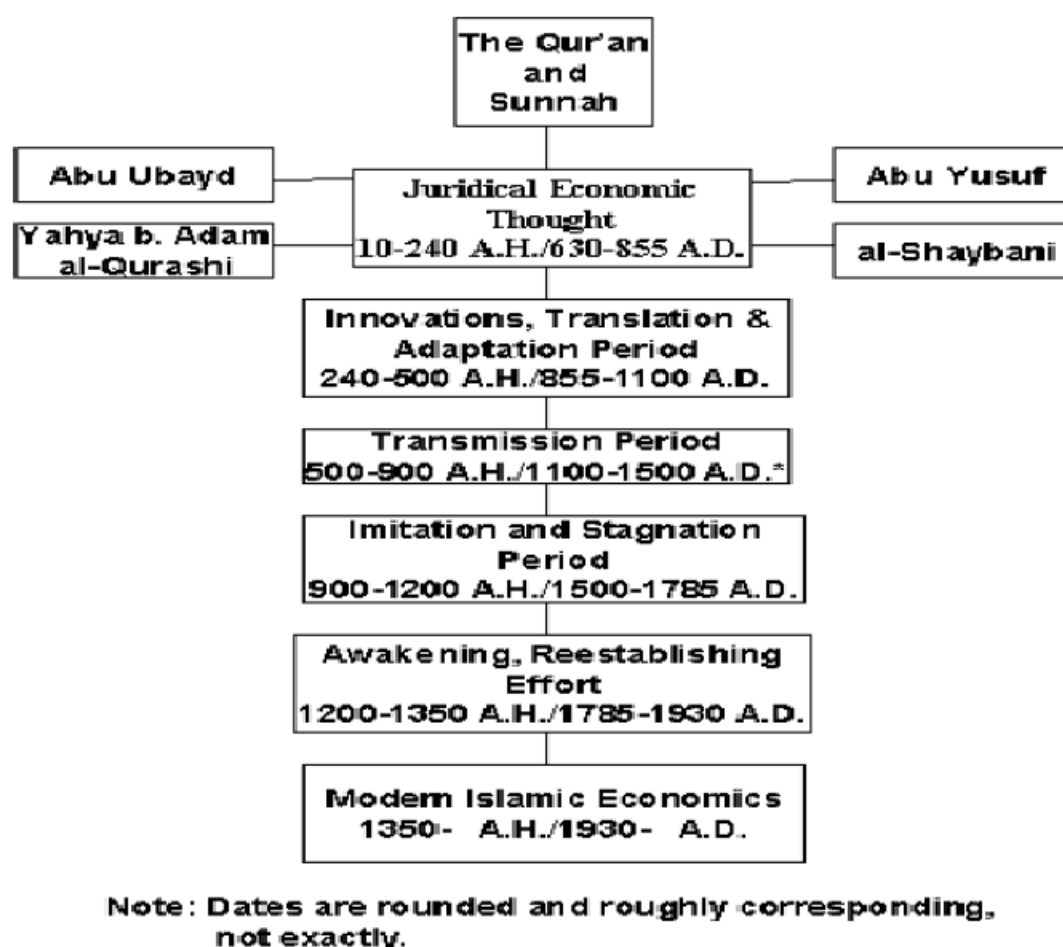 The Qur'an
and
Sunnah
Abu Ubayd
Abu Yusuf
Juridical Economic
Thought
10-240 A.H./630-855 A.D.
Yahya b. Adam
al-Qurashi
al-Shaybani
Innovations, Translation &
Adaptation Period
240-500 A.H./855-1100 A.D.
Transmission Period
500-900 A.H./1100-1500 A.D.*
Imitation and Stagnation
Period
900-1200 A.H./1500-1785 A.D.
Awakening, Reestablishing
Effort
1200-1350 A.H./1785-1930 A.D.
Modern Islamic Economics
1350- A.H./1930- A.D.
Note: Dates are rounded and roughly corresponding,
not exactly.